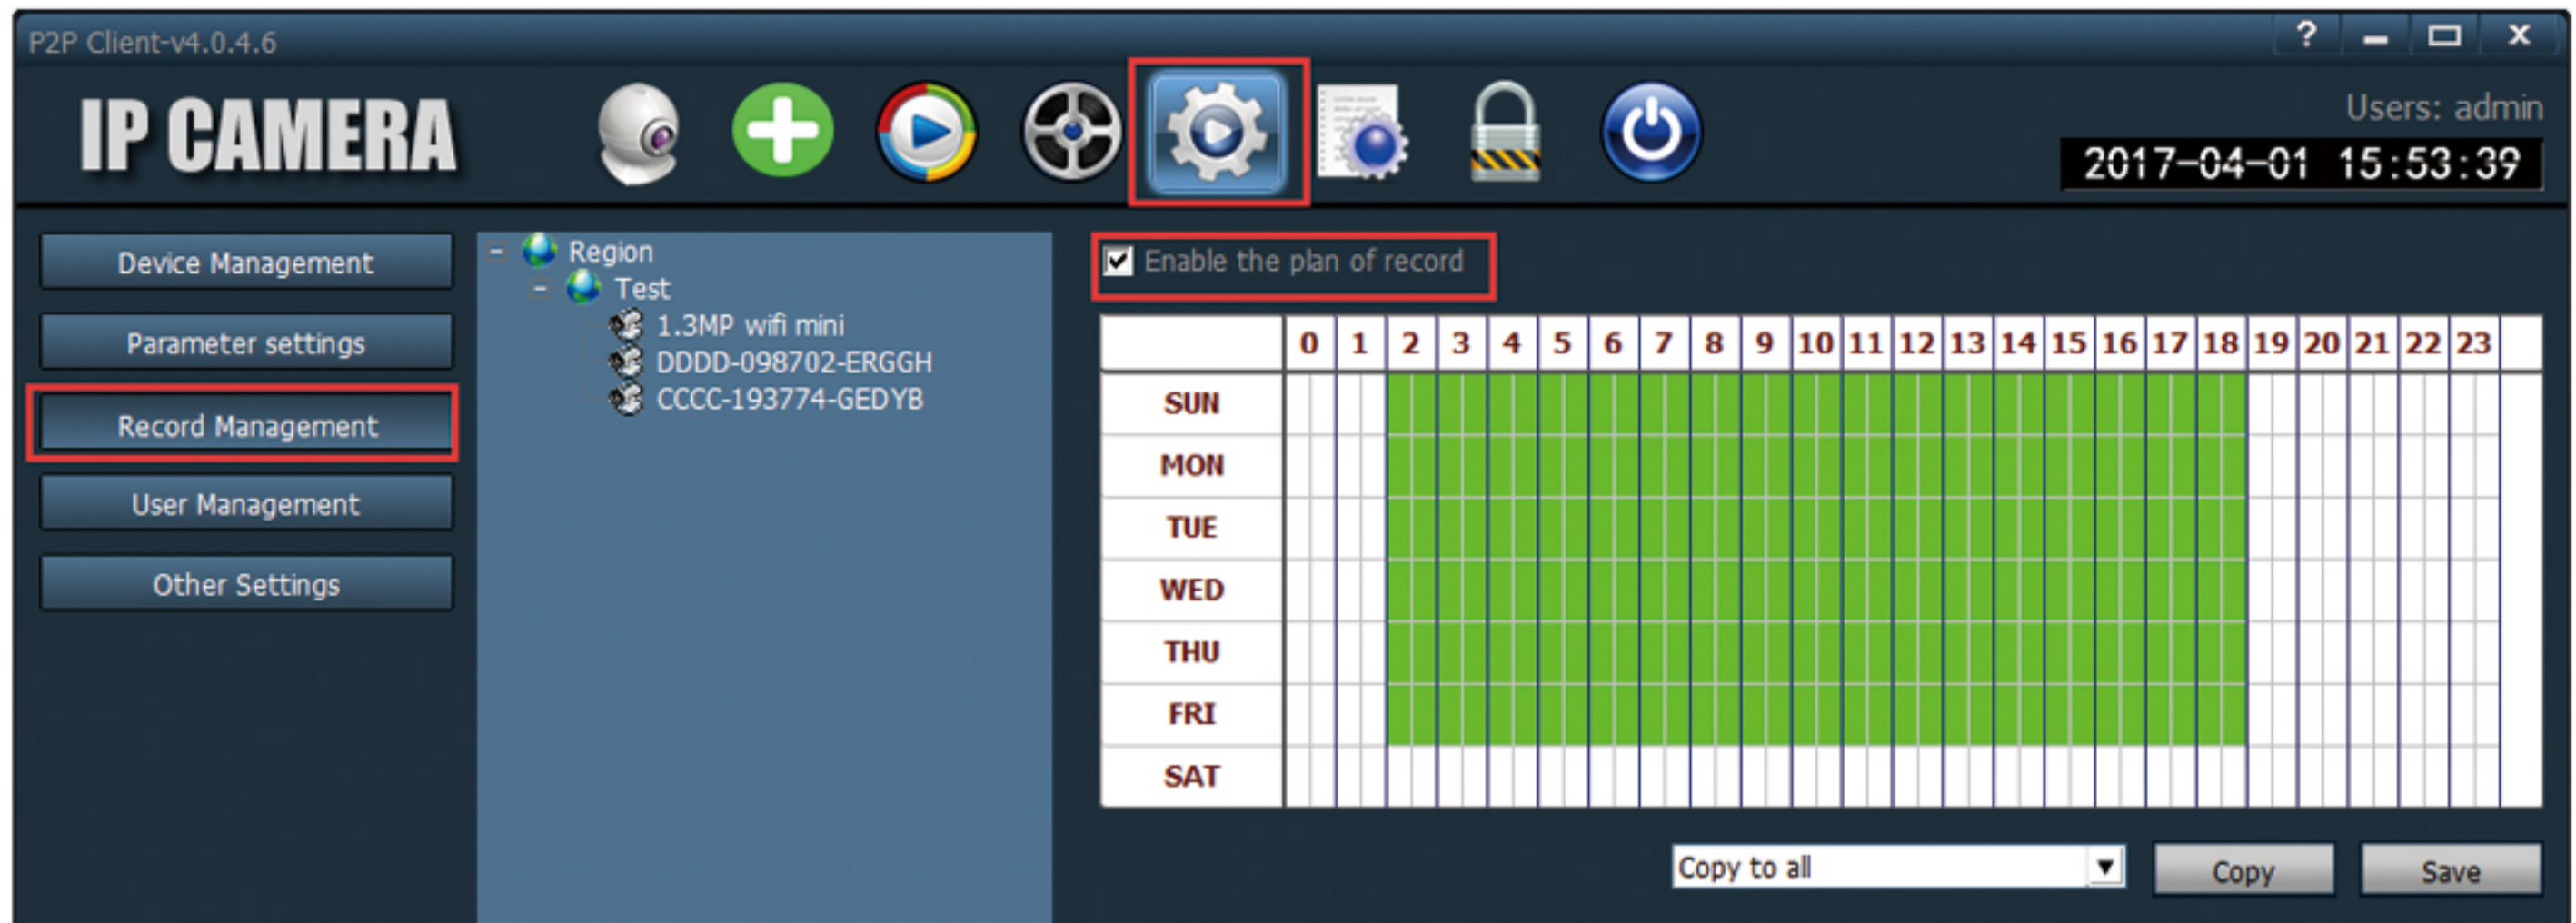 P2P Client-v4.0.4.6
IP CAMERA
Users: admin
2017-04-01 15:53:39
Device Management
Parameter settings
Record Management
User Management
Other Settings
Region
Test
1.3MP wifi mini
DDDD-098702-ERGGH
CCCC-193774-GEDYB
Enable the plan of record
0 1 2 3 4 5 6 7 8 9 10 11 12 13 14 15 16 17 18 19 20 21 22 23
SUN
MON
TUE
WED
THU
FRI
SAT
Copy to all
Copy
Save